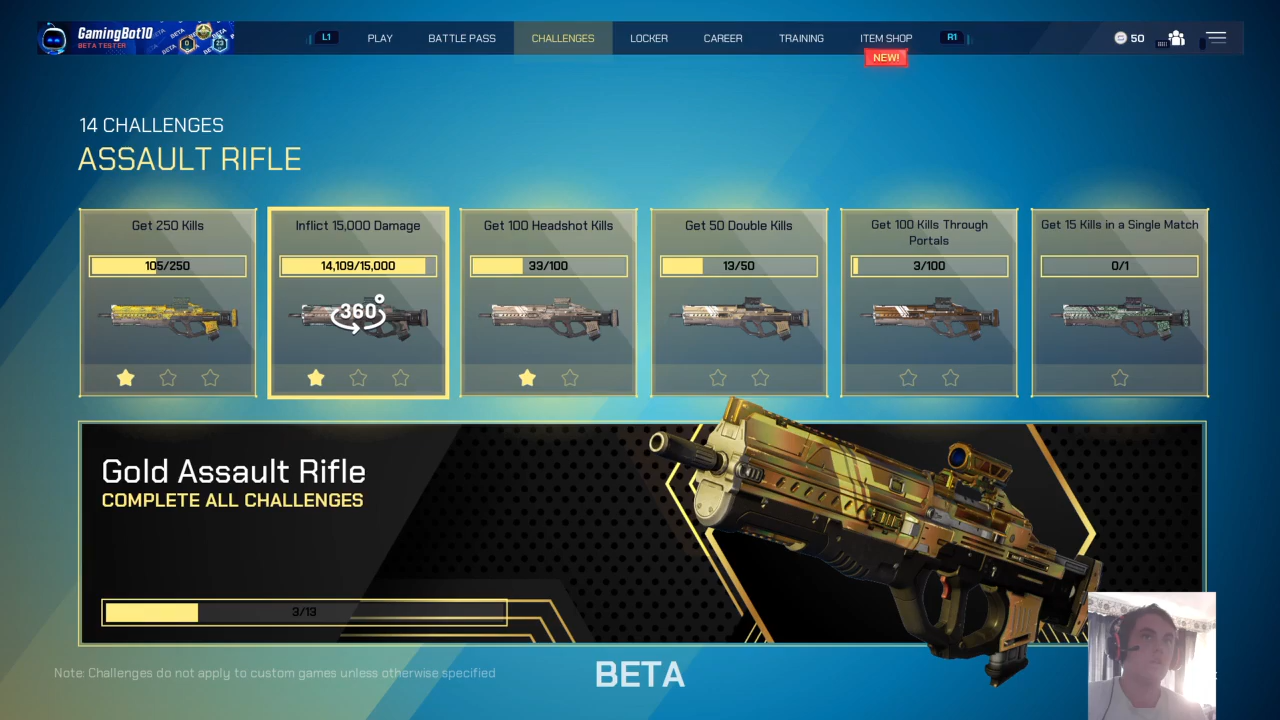 GamingBot10
BETA TESTER
L1
PLAY
BATTLE PASS
CHALLENGES
LOCKER
CAREER
TRAINING
ITEM SHOP
R1
50
NEW!
14 CHALLENGES
ASSAULT RIFLE
Get 250 Kills
105/250
Inflict 15,000 Damage
14,109/15,000
360°
Get 100 Headshot Kills
33/100
Get 50 Double Kills
13/50
Get 100 Kills Through
Portals
3/100
Get 15 Kills in a Single Match
0/1
Gold Assault Rifle
COMPLETE ALL CHALLENGES
3/13
Note: Challenges do not apply to custom games unless otherwise specified
BETA